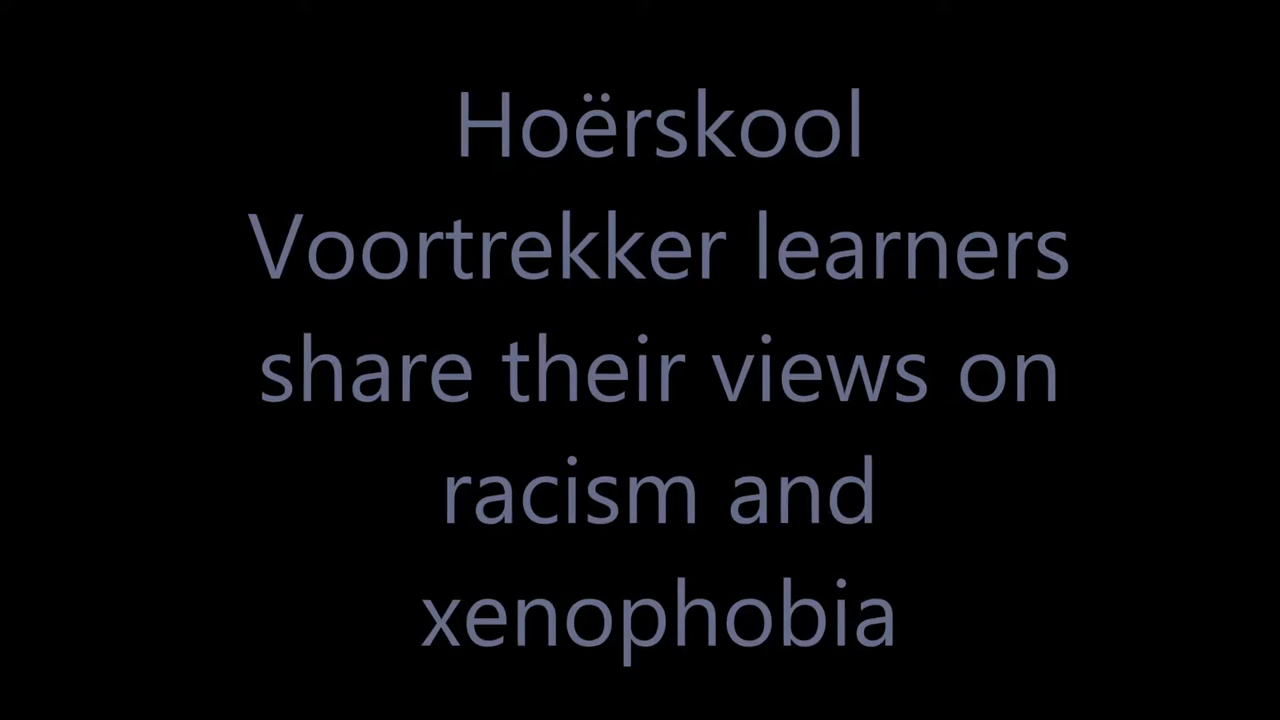 Hoërskool
Voortrekker learners
share their views on
racism and
xenophobia